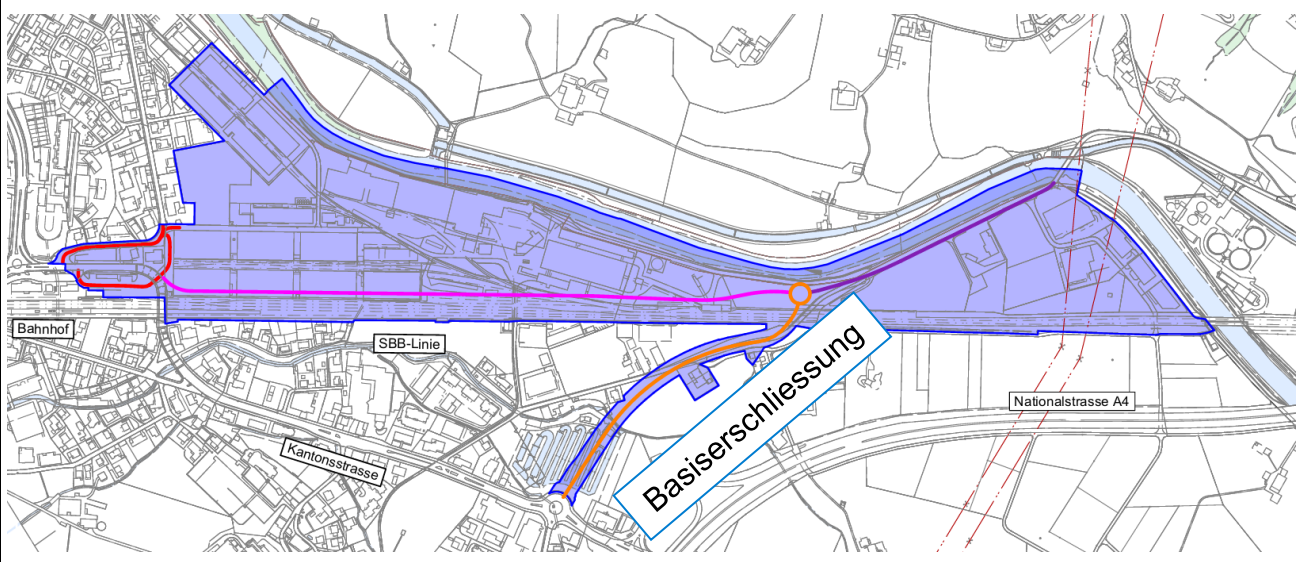 Bahnhof
SBB-Linie
Kantonsstrasse
Basiserschliessung
Nationalstrasse A4